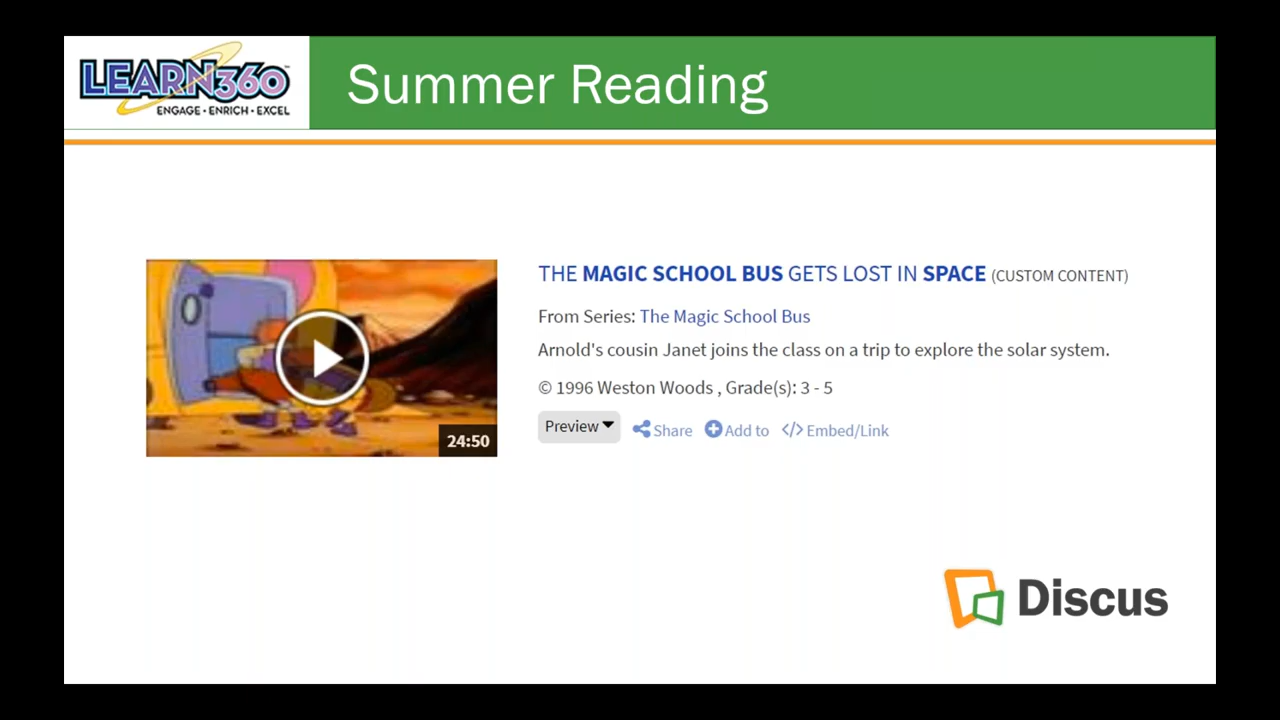 LEARN360™
ENGAGE · ENRICH · EXCEL
Summer Reading
THE MAGIC SCHOOL BUS GETS LOST IN SPACE (CUSTOM CONTENT)
From Series: The Magic School Bus
Arnold's cousin Janet joins the class on a trip to explore the solar system.
© 1996 Weston Woods , Grade(s): 3 - 5
Preview Share Add to </> Embed/Link
24:50
Discus